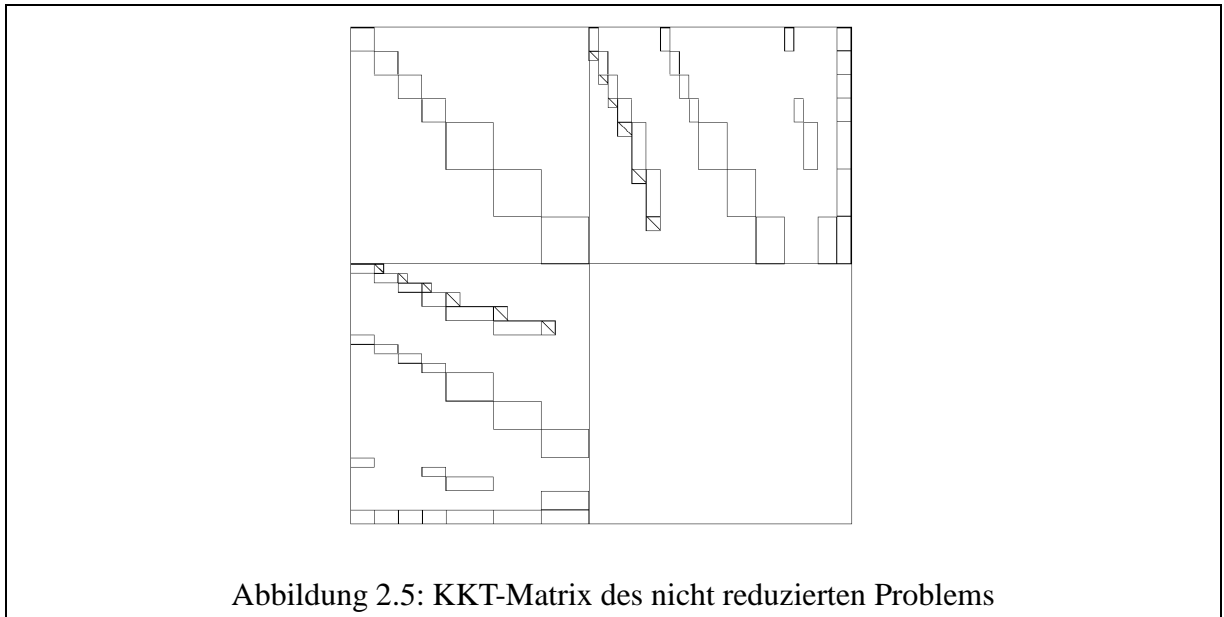 Abbildung 2.5: KKT-Matrix des nicht reduzierten Problems